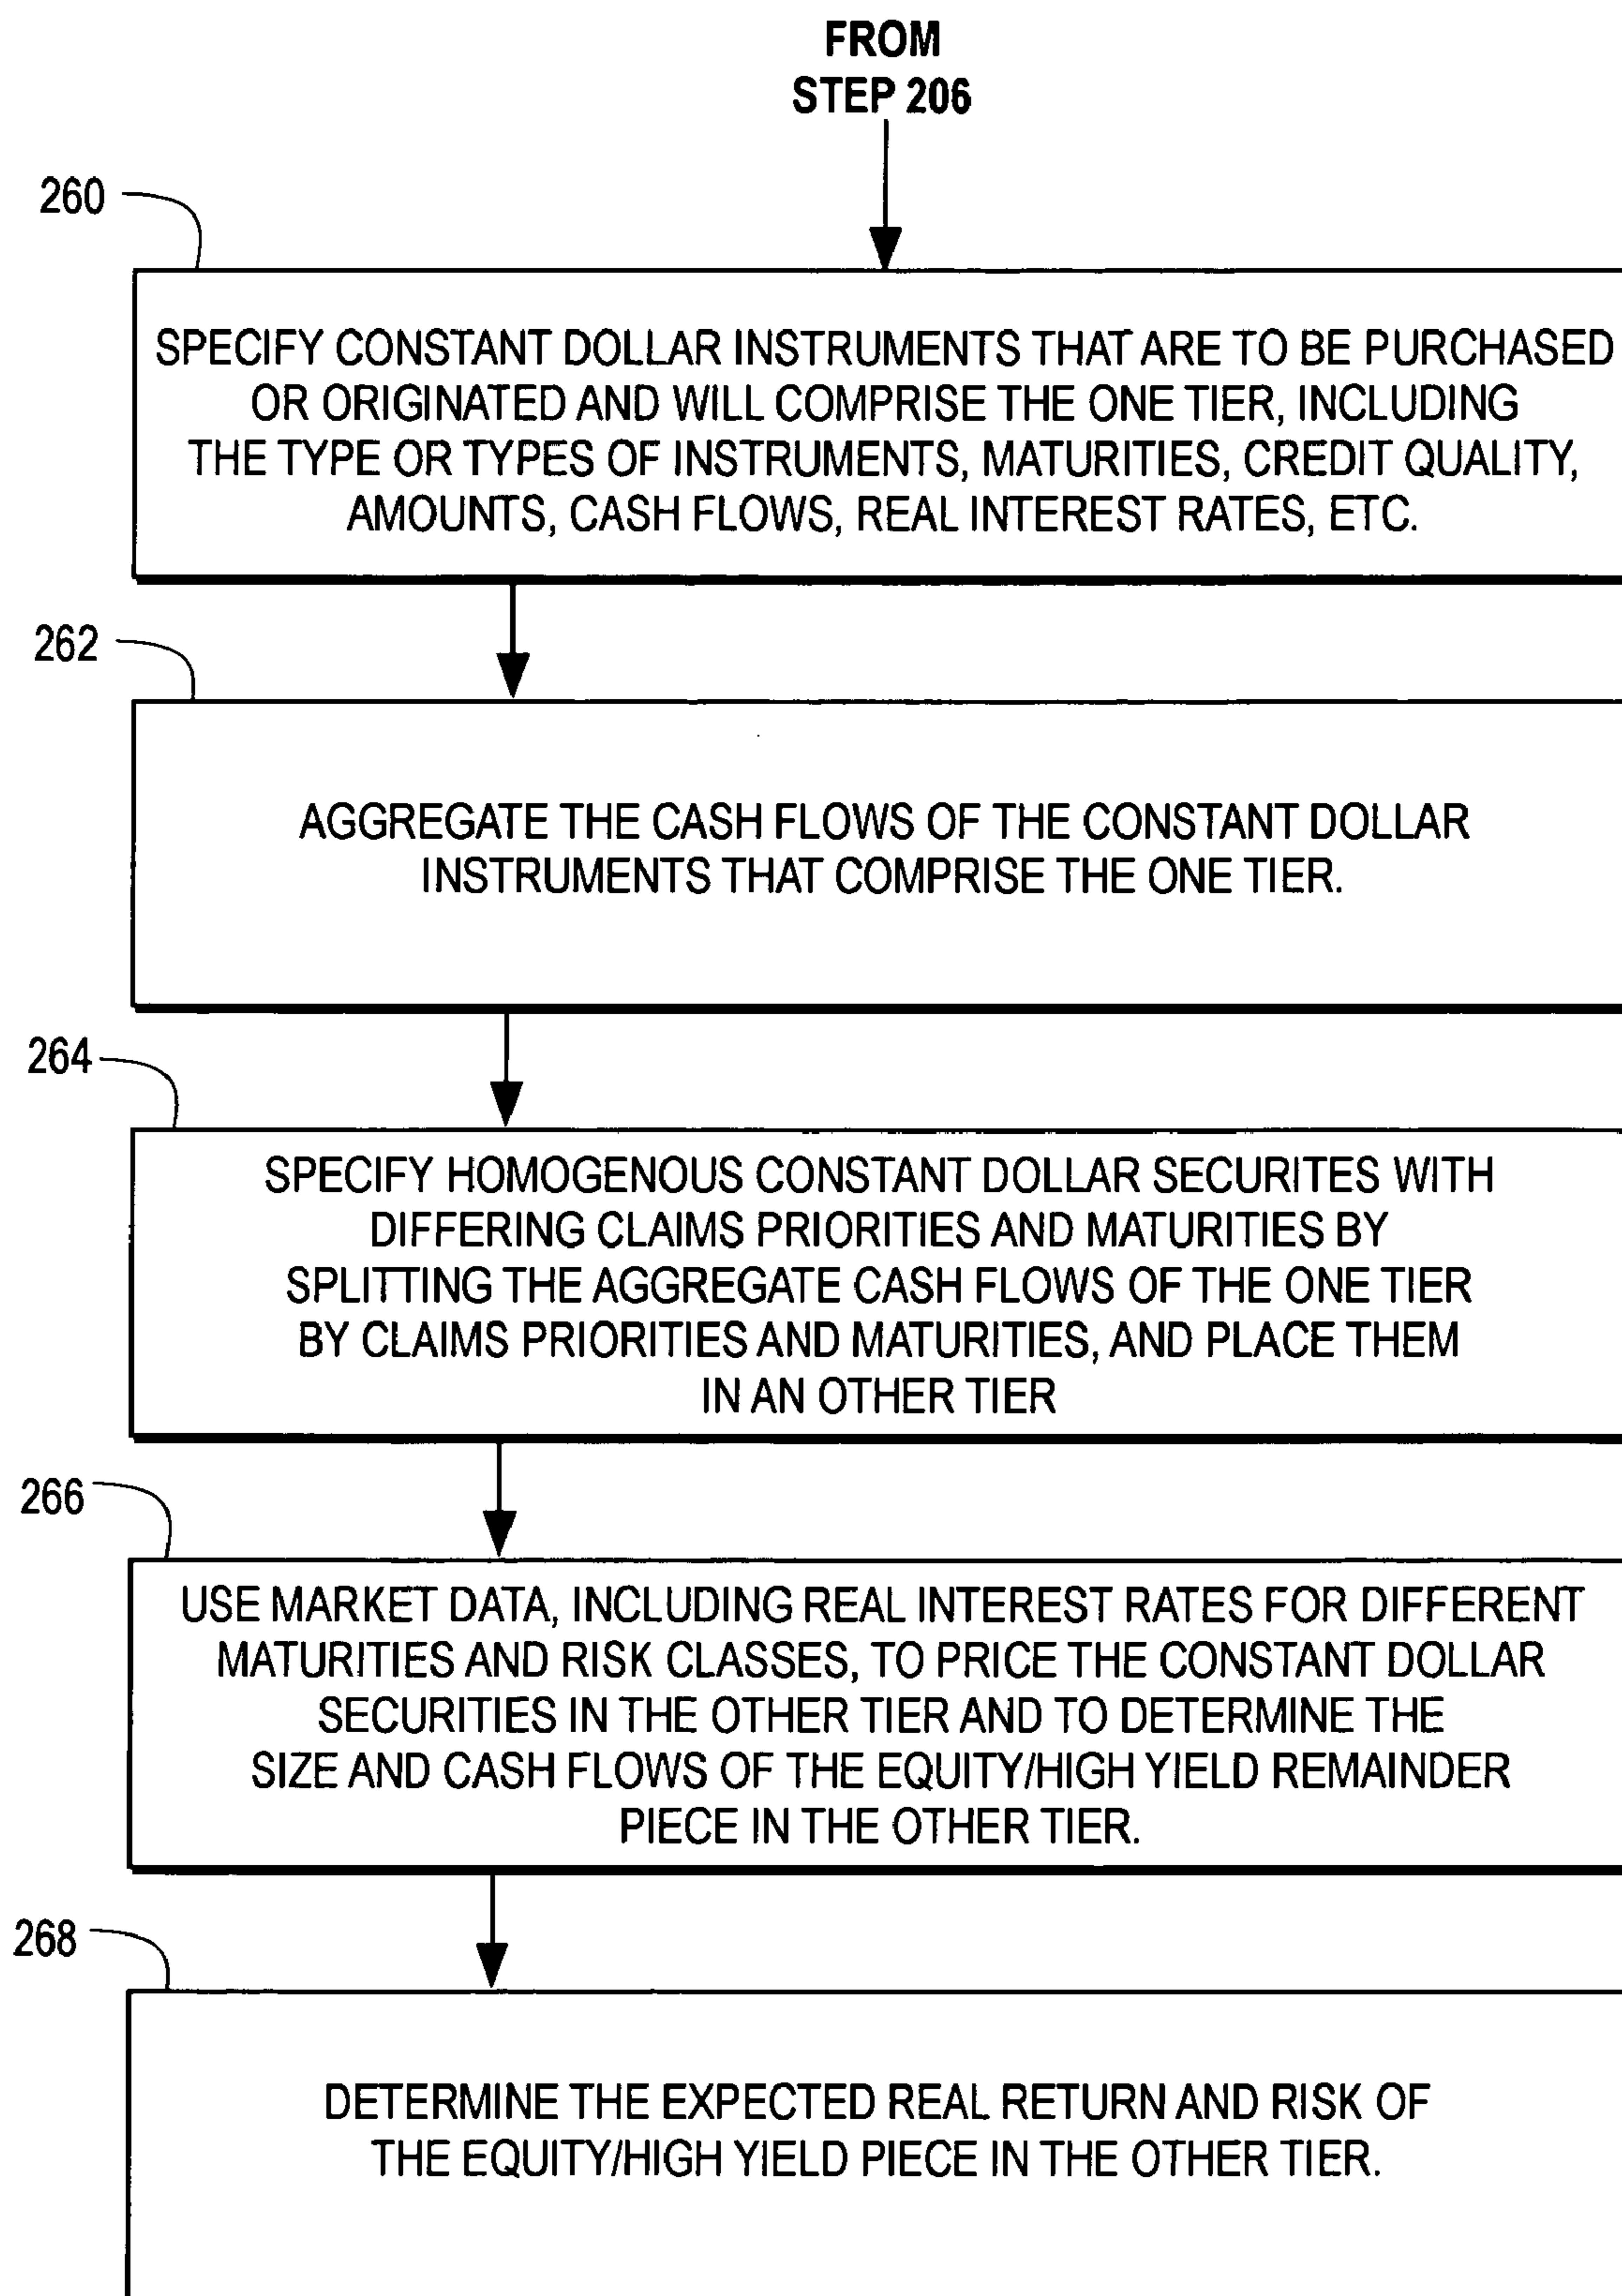 FROM
STEP 206
260
SPECIFY CONSTANT DOLLAR INSTRUMENTS THAT ARE TO BE PURCHASED
OR ORIGINATED AND WILL COMPRISE THE ONE TIER, INCLUDING
THE TYPE OR TYPES OF INSTRUMENTS, MATURITIES, CREDIT QUALITY,
AMOUNTS, CASH FLOWS, REAL INTEREST RATES, ETC.
262
AGGREGATE THE CASH FLOWS OF THE CONSTANT DOLLAR
INSTRUMENTS THAT COMPRISE THE ONE TIER.
264
SPECIFY HOMOGENOUS CONSTANT DOLLAR SECURITES WITH
DIFFERING CLAIMS PRIORITIES AND MATURITIES BY
SPLITTING THE AGGREGATE CASH FLOWS OF THE ONE TIER
BY CLAIMS PRIORITIES AND MATURITIES, AND PLACE THEM
IN AN OTHER TIER
266
USE MARKET DATA, INCLUDING REAL INTEREST RATES FOR DIFFERENT
MATURITIES AND RISK CLASSES, TO PRICE THE CONSTANT DOLLAR
SECURITIES IN THE OTHER TIER AND TO DETERMINE THE
SIZE AND CASH FLOWS OF THE EQUITY/HIGH YIELD REMAINDER
PIECE IN THE OTHER TIER.
268
DETERMINE THE EXPECTED REAL RETURN AND RISK OF
THE EQUITY/HIGH YIELD PIECE IN THE OTHER TIER.